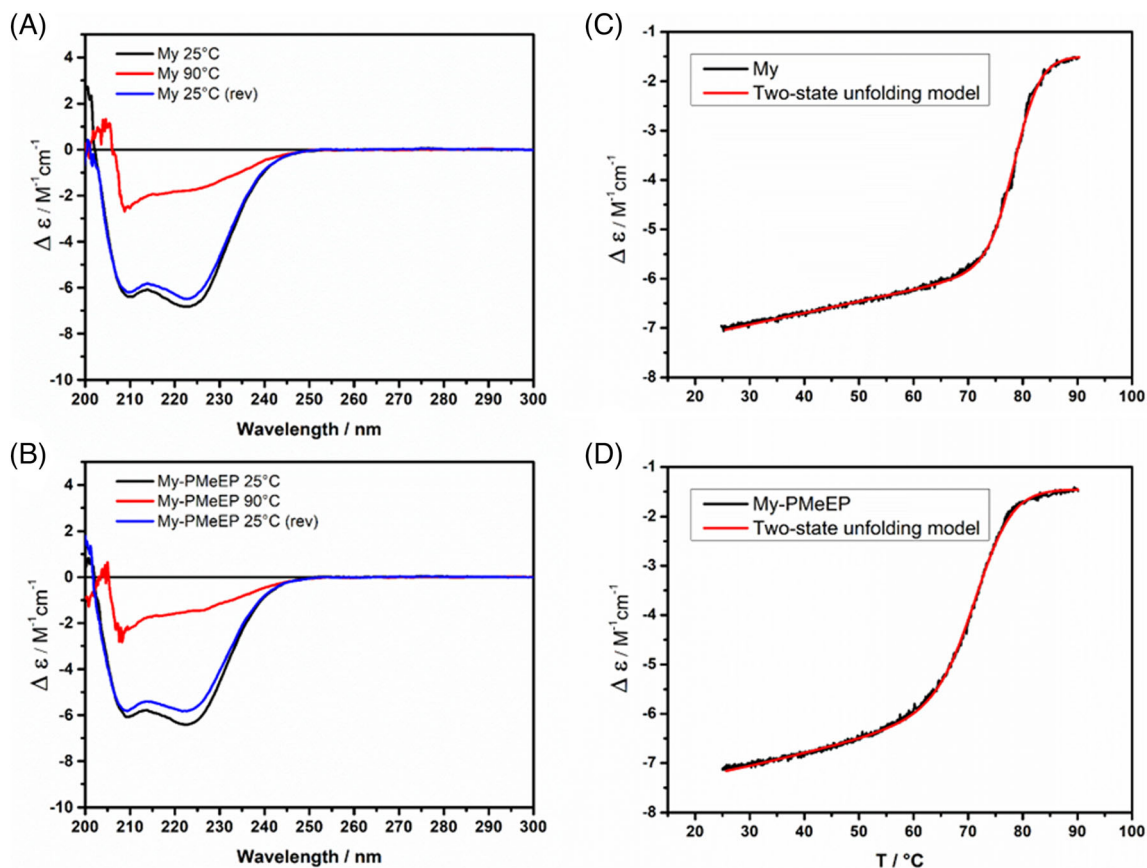 (A)
My 25°C
My 90°C
My 25°C (rev)
4
2
0
-2
-4
-6
-8
-10
Δ ε / M⁻¹cm⁻¹
200 210 220 230 240 250 260 270 280 290 300
Wavelength / nm
(C)
My
Two-state unfolding model
-1
-2
-3
-4
-5
-6
-7
-8
Δ ε / M⁻¹cm⁻¹
20 30 40 50 60 70 80 90 100
(B)
My-PMeEP 25°C
My-PMeEP 90°C
My-PMeEP 25°C (rev)
4
2
0
-2
-4
-6
-8
-10
Δ ε / M⁻¹cm⁻¹
200 210 220 230 240 250 260 270 280 290 300
Wavelength / nm
(D)
My-PMeEP
Two-state unfolding model
-1
-2
-3
-4
-5
-6
-7
-8
Δ ε / M⁻¹cm⁻¹
20 30 40 50 60 70 80 90 100
T / °C